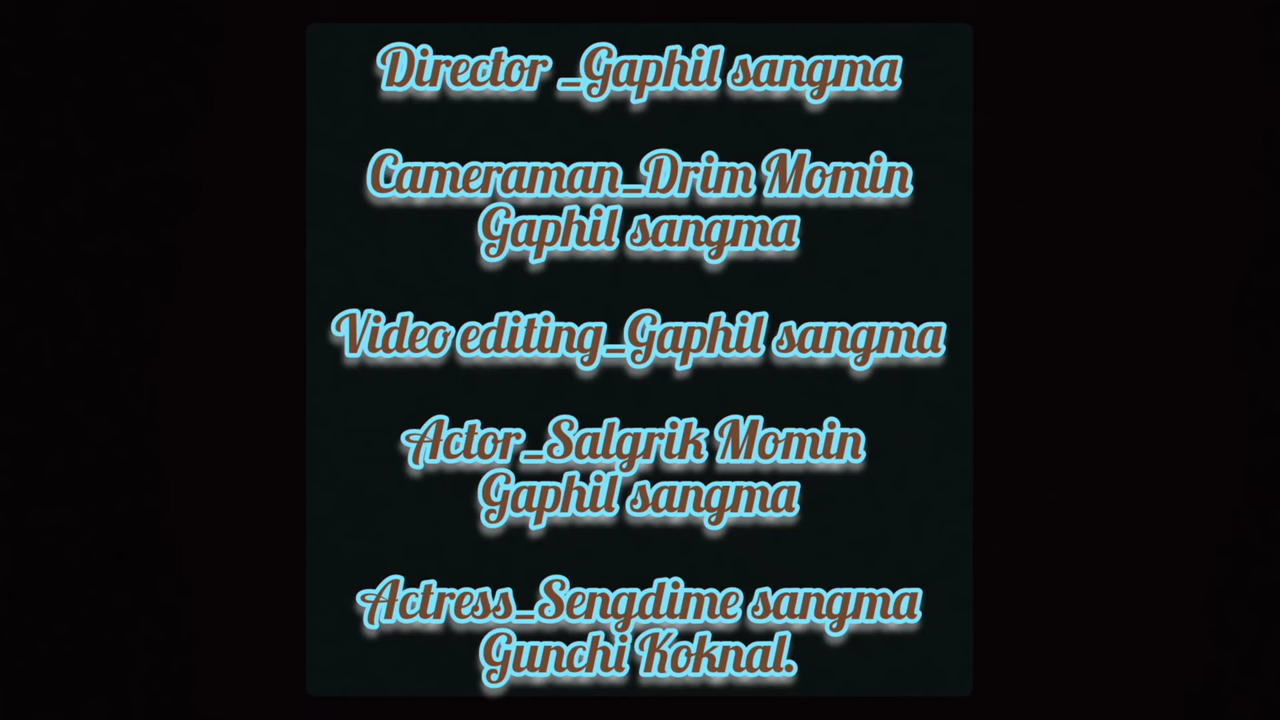 Director _Gaphil sangma
Cameraman_Drim Momin
Gaphil sangma
Video editing_Gaphil sangma
Actor_Salgrik Momin
Gaphil sangma
Actress_Sengdime sangma
Gunchi Koknal.